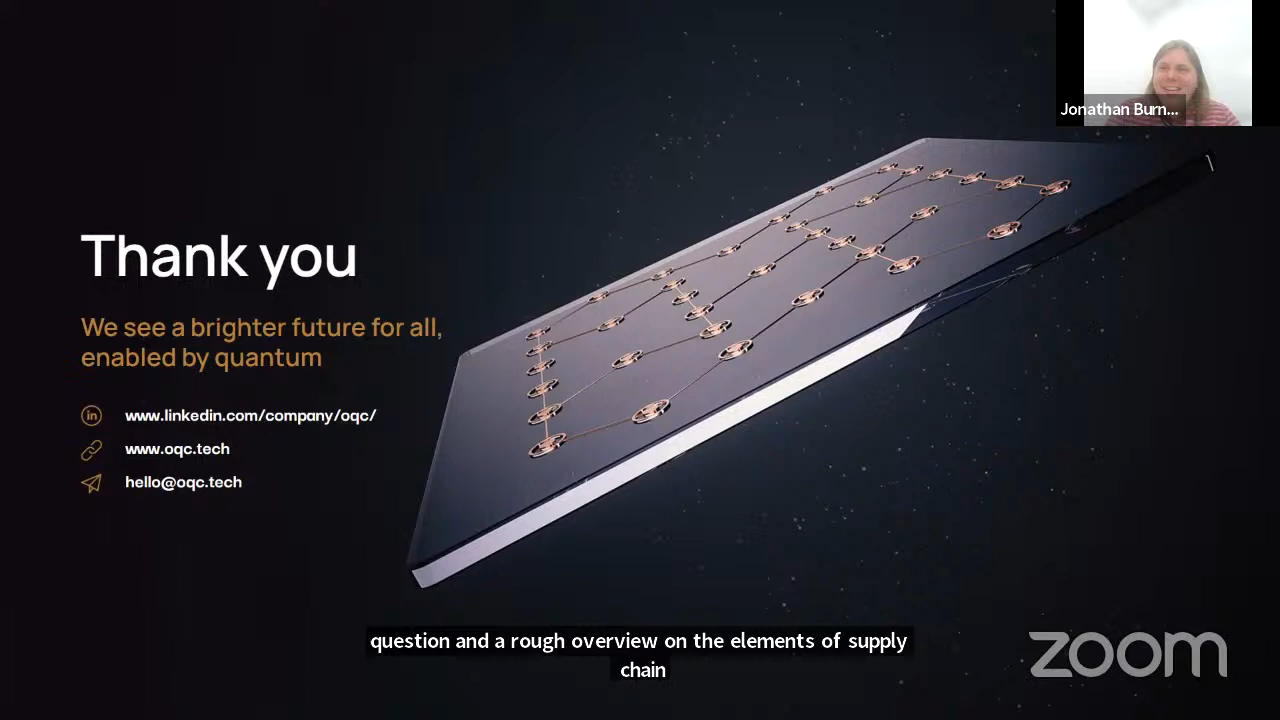 Jonathan Burn...
Thank you
We see a brighter future for all,
enabled by quantum
in
www.linkedin.com/company/oqc/
www.oqc.tech
hello@oqc.tech
question and a rough overview on the elements of supply
chain
zoom